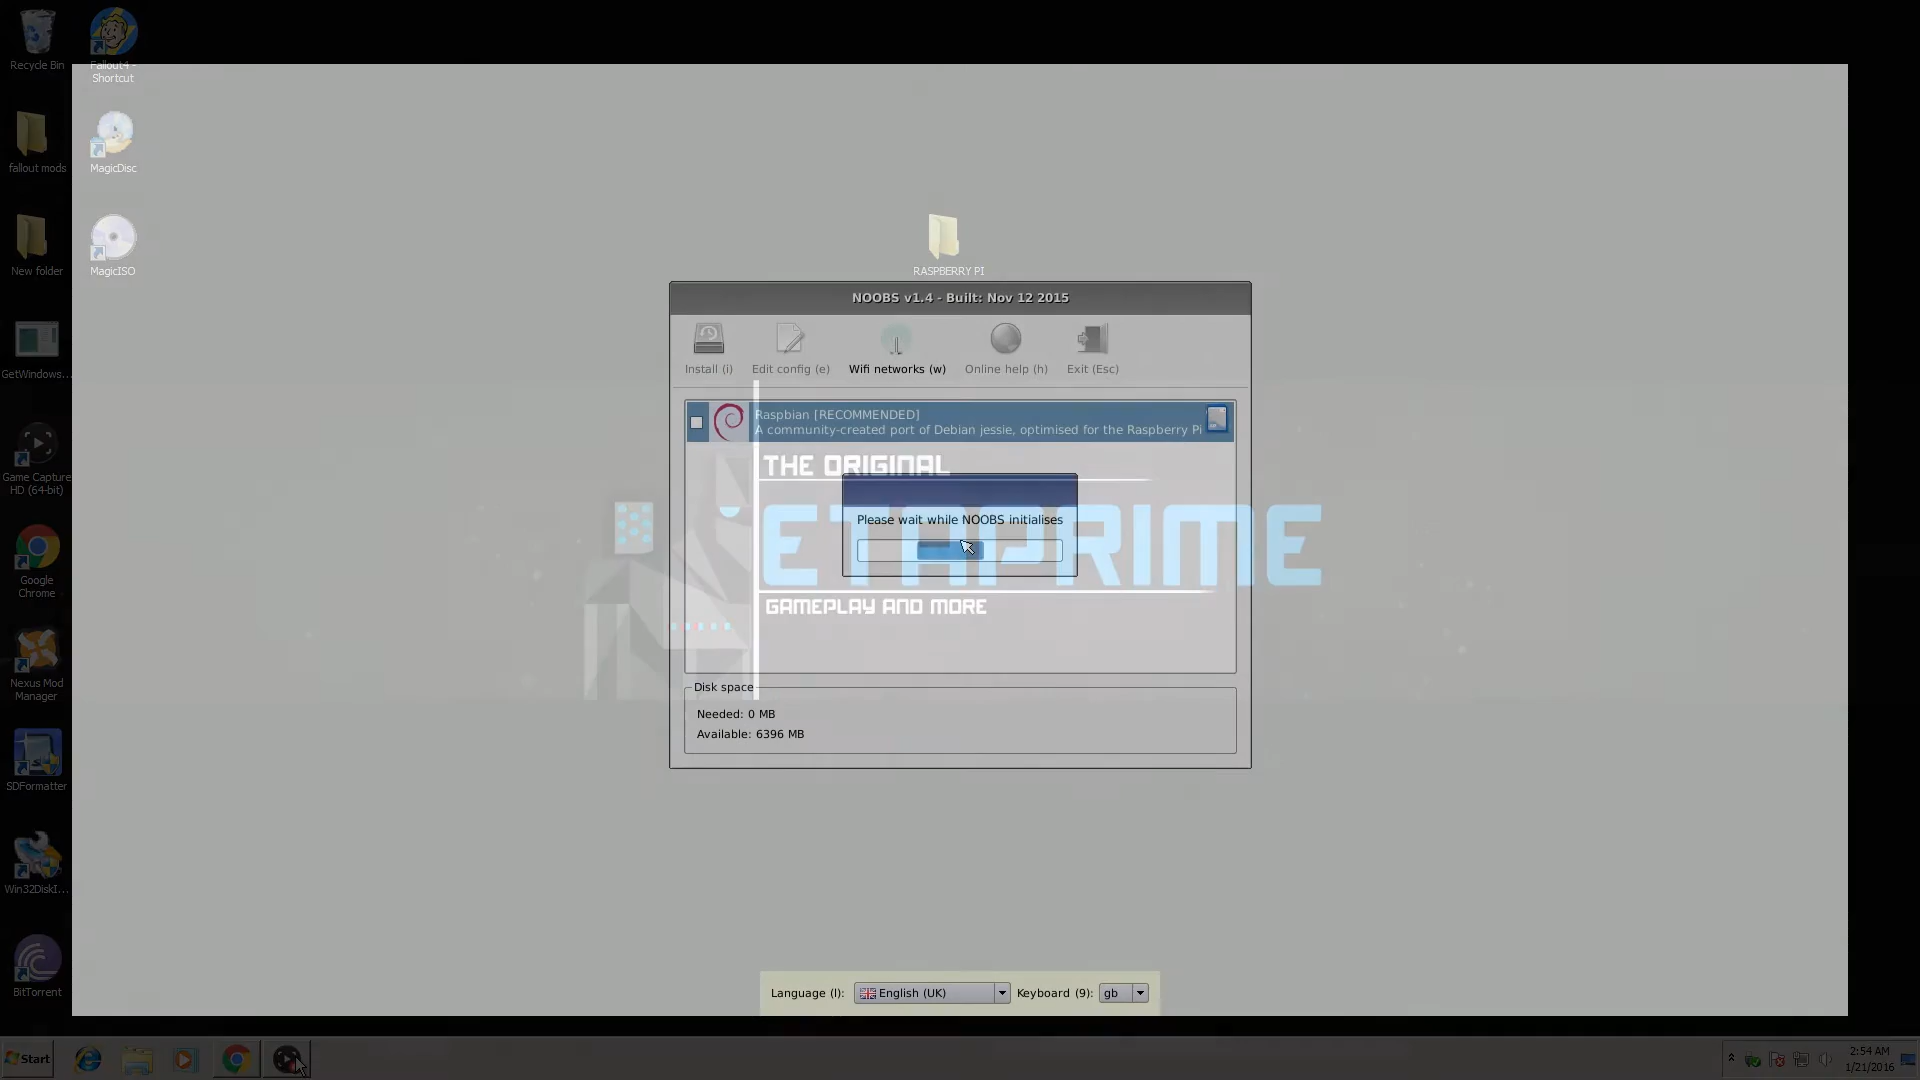 Recycle Bin
Fallout4 -
Shortcut
fallout mods
MagicDisc
New folder
MagicISO
RASPBERRY PI
GetWindows...
Game Capture
HD (64-bit)
Google
Chrome
Nexus Mod
Manager
SDFormatter
Win32DiskI...
BitTorrent
NOOBS v1.4 - Built: Nov 12 2015
Install (i)
Edit config (e)
Wifi networks (w)
Online help (h)
Exit (Esc)
Raspbian [RECOMMENDED]
A community-created port of Debian jessie, optimised for the Raspberry Pi
THE ORIGINAL
Please wait while NOOBS initialises
ETAPRIME
GAMEPLAY AND MORE
Disk space
Needed: 0 MB
Available: 6396 MB
Language (l): English (UK) Keyboard (9): gb
Start
2:54 AM
1/21/2016